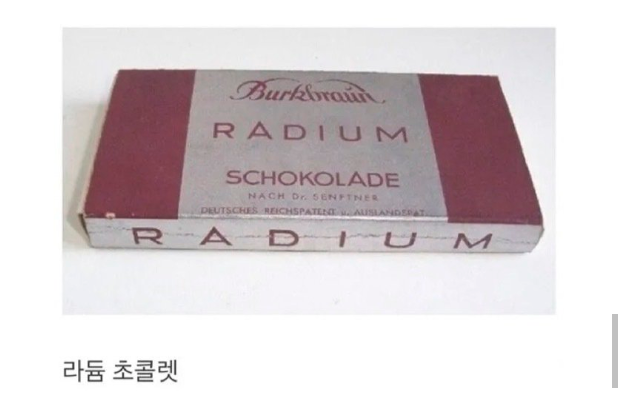 Burkbraun
RADIUM
SCHOKOLADE
NACH Dr. SENFTNER
DEUTSCHES REICHSPATENT u. AUSLANDSPAT.
RADIUM
라듐 초콜렛